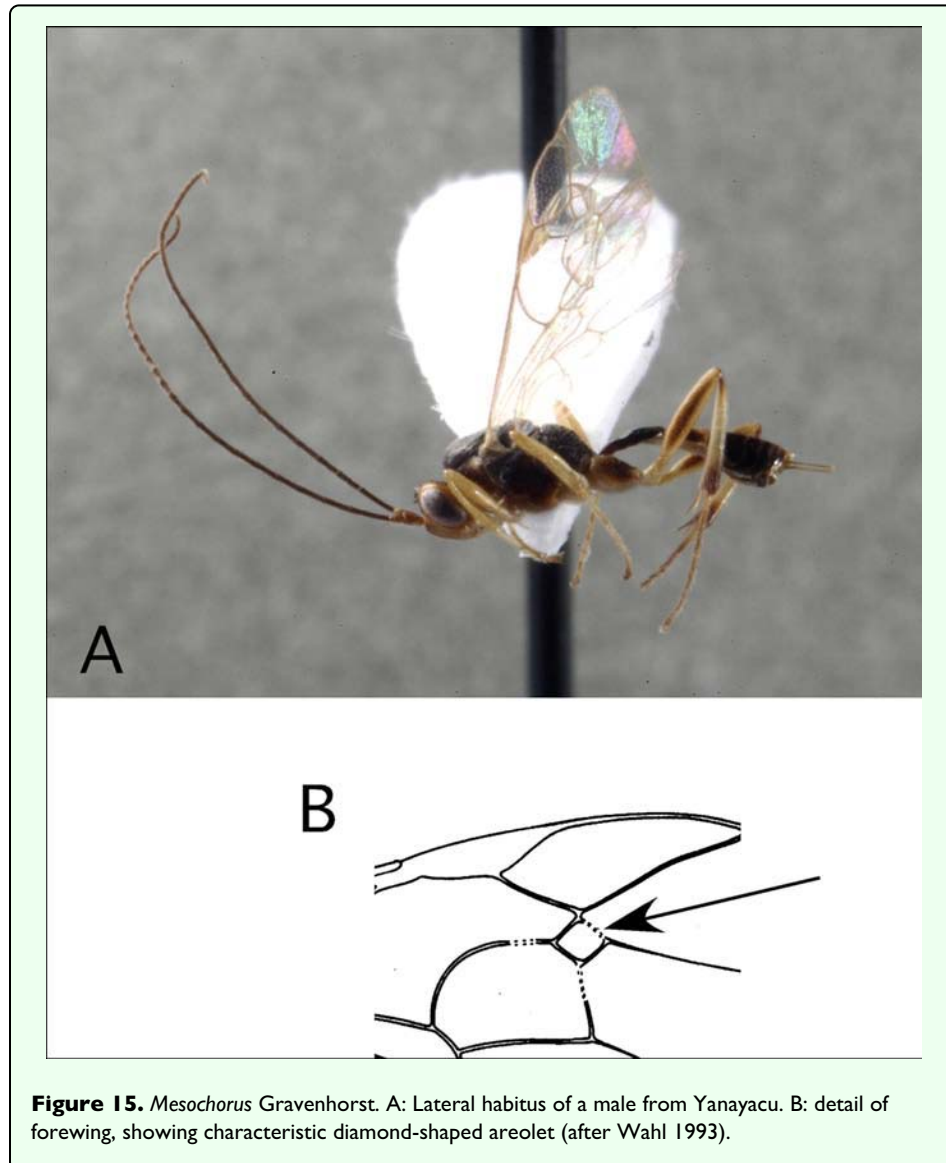 A
B
Figure 15. Mesochorus Gravenhorst. A: Lateral habitus of a male from Yanayacu. B: detail of
forewing, showing characteristic diamond-shaped areolet (after Wahl 1993).